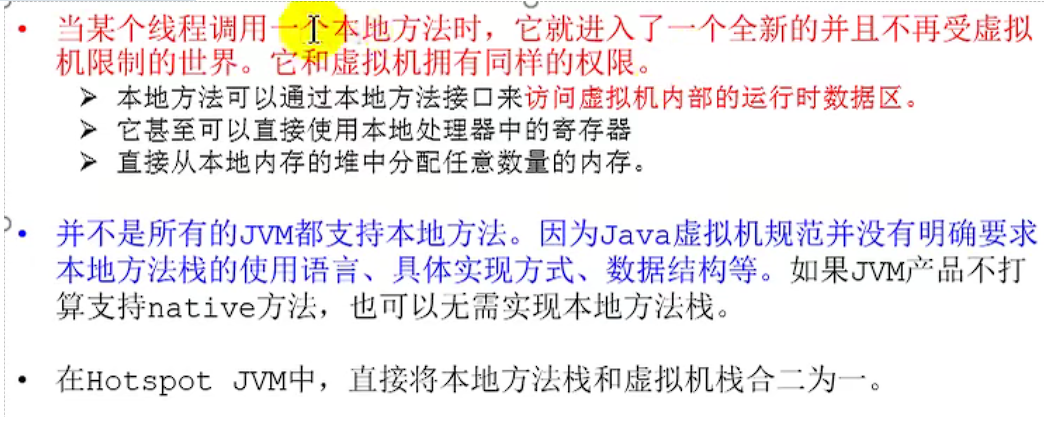 • 当某个线程调用一个本地方法时，它就进入了一个全新的并且不再受虚拟
机限制的世界。它和虚拟机拥有同样的权限。
➢ 本地方法可以通过本地方法接口来访问虚拟机内部的运行时数据区。
➢ 它甚至可以直接使用本地处理器中的寄存器
➢ 直接从本地内存的堆中分配任意数量的内存。
• 并不是所有的JVM都支持本地方法。因为Java虚拟机规范并没有明确要求
本地方法栈的使用语言、具体实现方式、数据结构等。如果JVM产品不打
算支持native方法，也可以无需实现本地方法栈。
• 在Hotspot JVM中，直接将本地方法栈和虚拟机栈合二为一。